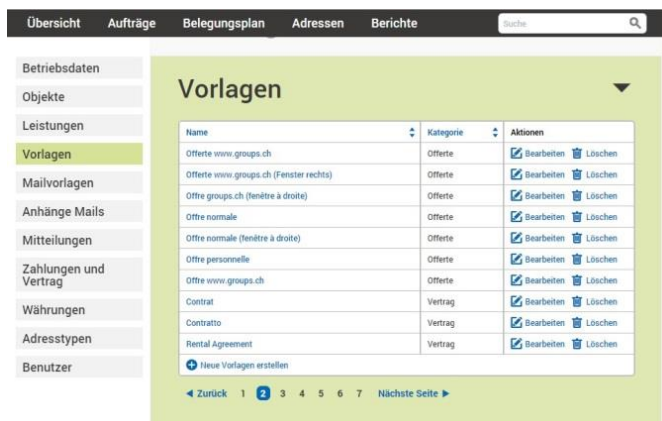 Übersicht Aufträge Belegungsplan Adressen Berichte Suche
Betriebsdaten
Objekte
Leistungen
Vorlagen
Mailvorlagen
Anhänge Mails
Mitteilungen
Zahlungen und
Vertrag
Währungen
Adresstypen
Benutzer
Vorlagen
Name Kategorie Aktionen
Offerte www.groups.ch Offerte Bearbeiten Löschen
Offerte www.groups.ch (Fenster rechts) Offerte Bearbeiten Löschen
Offre groups.ch (fenêtre à droite) Offerte Bearbeiten Löschen
Offre normale Offerte Bearbeiten Löschen
Offre normale (fenêtre à droite) Offerte Bearbeiten Löschen
Offre personnelle Offerte Bearbeiten Löschen
Offre www.groups.ch Offerte Bearbeiten Löschen
Contrat Vertrag Bearbeiten Löschen
Contratto Vertrag Bearbeiten Löschen
Rental Agreement Vertrag Bearbeiten Löschen
Neue Vorlagen erstellen
Zurück 1 2 3 4 5 6 7 Nächste Seite